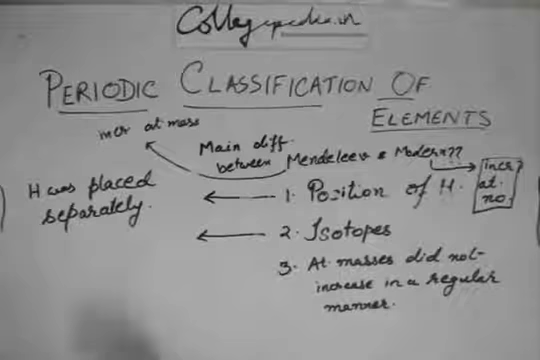 Collegepedia.in
PERIODIC CLASSIFICATION OF
ELEMENTS
incr at mass
Main diff.
between Mendeleev & Modern??
incr
at.
no.
H was placed
separately.
1. Position of H.
2. Isotopes
3. At masses did not
increase in a regular
manner.